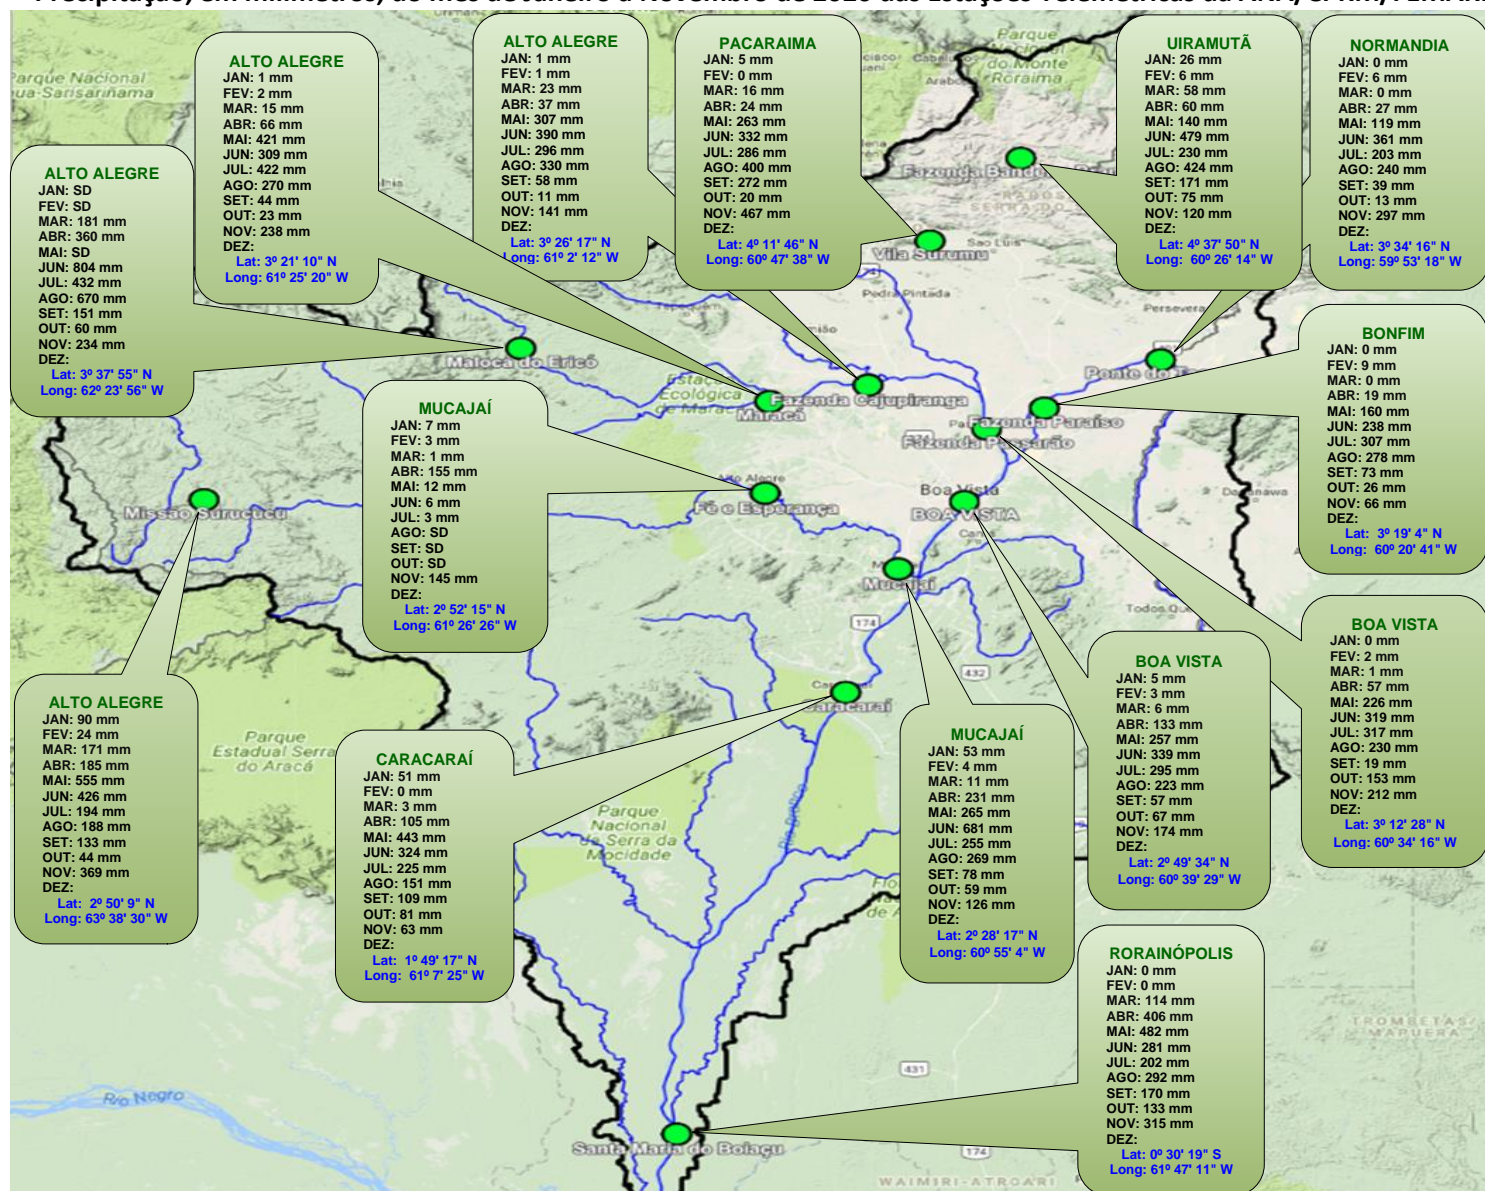 ALTO ALEGRE
JAN: 1 mm
FEV: 2 mm
MAR: 15 mm
ABR: 66 mm
MAI: 421 mm
JUN: 309 mm
JUL: 422 mm
AGO: 270 mm
SET: 44 mm
OUT: 23 mm
NOV: 238 mm
DEZ:
Lat: 3º 21' 10" N
Long: 61º 25' 20" W
ALTO ALEGRE
JAN: 1 mm
FEV: 1 mm
MAR: 23 mm
ABR: 37 mm
MAI: 307 mm
JUN: 390 mm
JUL: 296 mm
AGO: 330 mm
SET: 58 mm
OUT: 11 mm
NOV: 141 mm
DEZ:
Lat: 3º 26' 17" N
Long: 61º 2' 12" W
PACARAIMA
JAN: 5 mm
FEV: 0 mm
MAR: 16 mm
ABR: 24 mm
MAI: 263 mm
JUN: 332 mm
JUL: 286 mm
AGO: 400 mm
SET: 272 mm
OUT: 20 mm
NOV: 467 mm
DEZ:
Lat: 4º 11' 46" N
Long: 60º 47' 38" W
UIRAMUTÃ
JAN: 26 mm
FEV: 6 mm
MAR: 58 mm
ABR: 60 mm
MAI: 140 mm
JUN: 479 mm
JUL: 230 mm
AGO: 424 mm
SET: 171 mm
OUT: 75 mm
NOV: 120 mm
DEZ:
Lat: 4º 37' 50" N
Long: 60º 26' 14" W
NORMANDIA
JAN: 0 mm
FEV: 6 mm
MAR: 0 mm
ABR: 27 mm
MAI: 119 mm
JUN: 361 mm
JUL: 203 mm
AGO: 240 mm
SET: 39 mm
OUT: 13 mm
NOV: 297 mm
DEZ:
Lat: 3º 34' 16" N
Long: 59º 53' 18" W
ALTO ALEGRE
JAN: SD
FEV: SD
MAR: 181 mm
ABR: 360 mm
MAI: SD
JUN: 804 mm
JUL: 432 mm
AGO: 670 mm
SET: 151 mm
OUT: 60 mm
NOV: 234 mm
DEZ:
Lat: 3º 37' 55" N
Long: 62º 23' 56" W
BONFIM
JAN: 0 mm
FEV: 9 mm
MAR: 0 mm
ABR: 19 mm
MAI: 160 mm
JUN: 238 mm
JUL: 307 mm
AGO: 278 mm
SET: 73 mm
OUT: 26 mm
NOV: 66 mm
DEZ:
Lat: 3º 19' 4" N
Long: 60º 20' 41" W
MUCAJAÍ
JAN: 7 mm
FEV: 3 mm
MAR: 1 mm
ABR: 155 mm
MAI: 12 mm
JUN: 6 mm
JUL: 3 mm
AGO: SD
SET: SD
OUT: SD
NOV: 145 mm
DEZ:
Lat: 2º 52' 15" N
Long: 61º 26' 26" W
BOA VISTA
JAN: 0 mm
FEV: 2 mm
MAR: 1 mm
ABR: 57 mm
MAI: 226 mm
JUN: 319 mm
JUL: 317 mm
AGO: 230 mm
SET: 19 mm
OUT: 153 mm
NOV: 212 mm
DEZ:
Lat: 3º 12' 28" N
Long: 60º 34' 16" W
BOA VISTA
JAN: 5 mm
FEV: 3 mm
MAR: 6 mm
ABR: 133 mm
MAI: 257 mm
JUN: 339 mm
JUL: 295 mm
AGO: 223 mm
SET: 57 mm
OUT: 67 mm
NOV: 174 mm
DEZ:
Lat: 2º 49' 34" N
Long: 60º 39' 29" W
ALTO ALEGRE
JAN: 90 mm
FEV: 24 mm
MAR: 171 mm
ABR: 185 mm
MAI: 555 mm
JUN: 426 mm
JUL: 194 mm
AGO: 188 mm
SET: 133 mm
OUT: 44 mm
NOV: 369 mm
DEZ:
Lat: 2º 50' 9" N
Long: 63º 38' 30" W
CARACARAÍ
JAN: 51 mm
FEV: 0 mm
MAR: 3 mm
ABR: 105 mm
MAI: 443 mm
JUN: 324 mm
JUL: 225 mm
AGO: 151 mm
SET: 109 mm
OUT: 81 mm
NOV: 63 mm
DEZ:
Lat: 1º 49' 17" N
Long: 61º 7' 25" W
MUCAJAÍ
JAN: 53 mm
FEV: 4 mm
MAR: 11 mm
ABR: 231 mm
MAI: 265 mm
JUN: 681 mm
JUL: 255 mm
AGO: 269 mm
SET: 78 mm
OUT: 59 mm
NOV: 126 mm
DEZ:
Lat: 2º 28' 17" N
Long: 60º 55' 4" W
RORAINÓPOLIS
JAN: 0 mm
FEV: 0 mm
MAR: 114 mm
ABR: 406 mm
MAI: 482 mm
JUN: 281 mm
JUL: 202 mm
AGO: 292 mm
SET: 170 mm
OUT: 133 mm
NOV: 315 mm
DEZ:
Lat: 0º 30' 19" S
Long: 61º 47' 11" W
Parque
do Monte
Roraima
Vila Surumu
Sao Luis
Pedra Pintada
Maloca do Ericó
Estação
Ecológica
de Maracá
Maracá
Fazenda Cajupiranga
Ponte do
Fazenda Paraíso
Fazenda Passarão
Missão Surucucu
Alto Alegre
Fé e Esperança
Boa Vista
BOA VISTA
Mucajaí
174
432
Caracaraí
Parque
Estadual Serra
do Aracá
Parque
Nacional
da Serra da
Mocidade
Rio Branco
Rio Negro
431
Santa Maria do Boiaçu
174
WAIMIRI-ATROARI
TROMBETAS/
MAPUERA